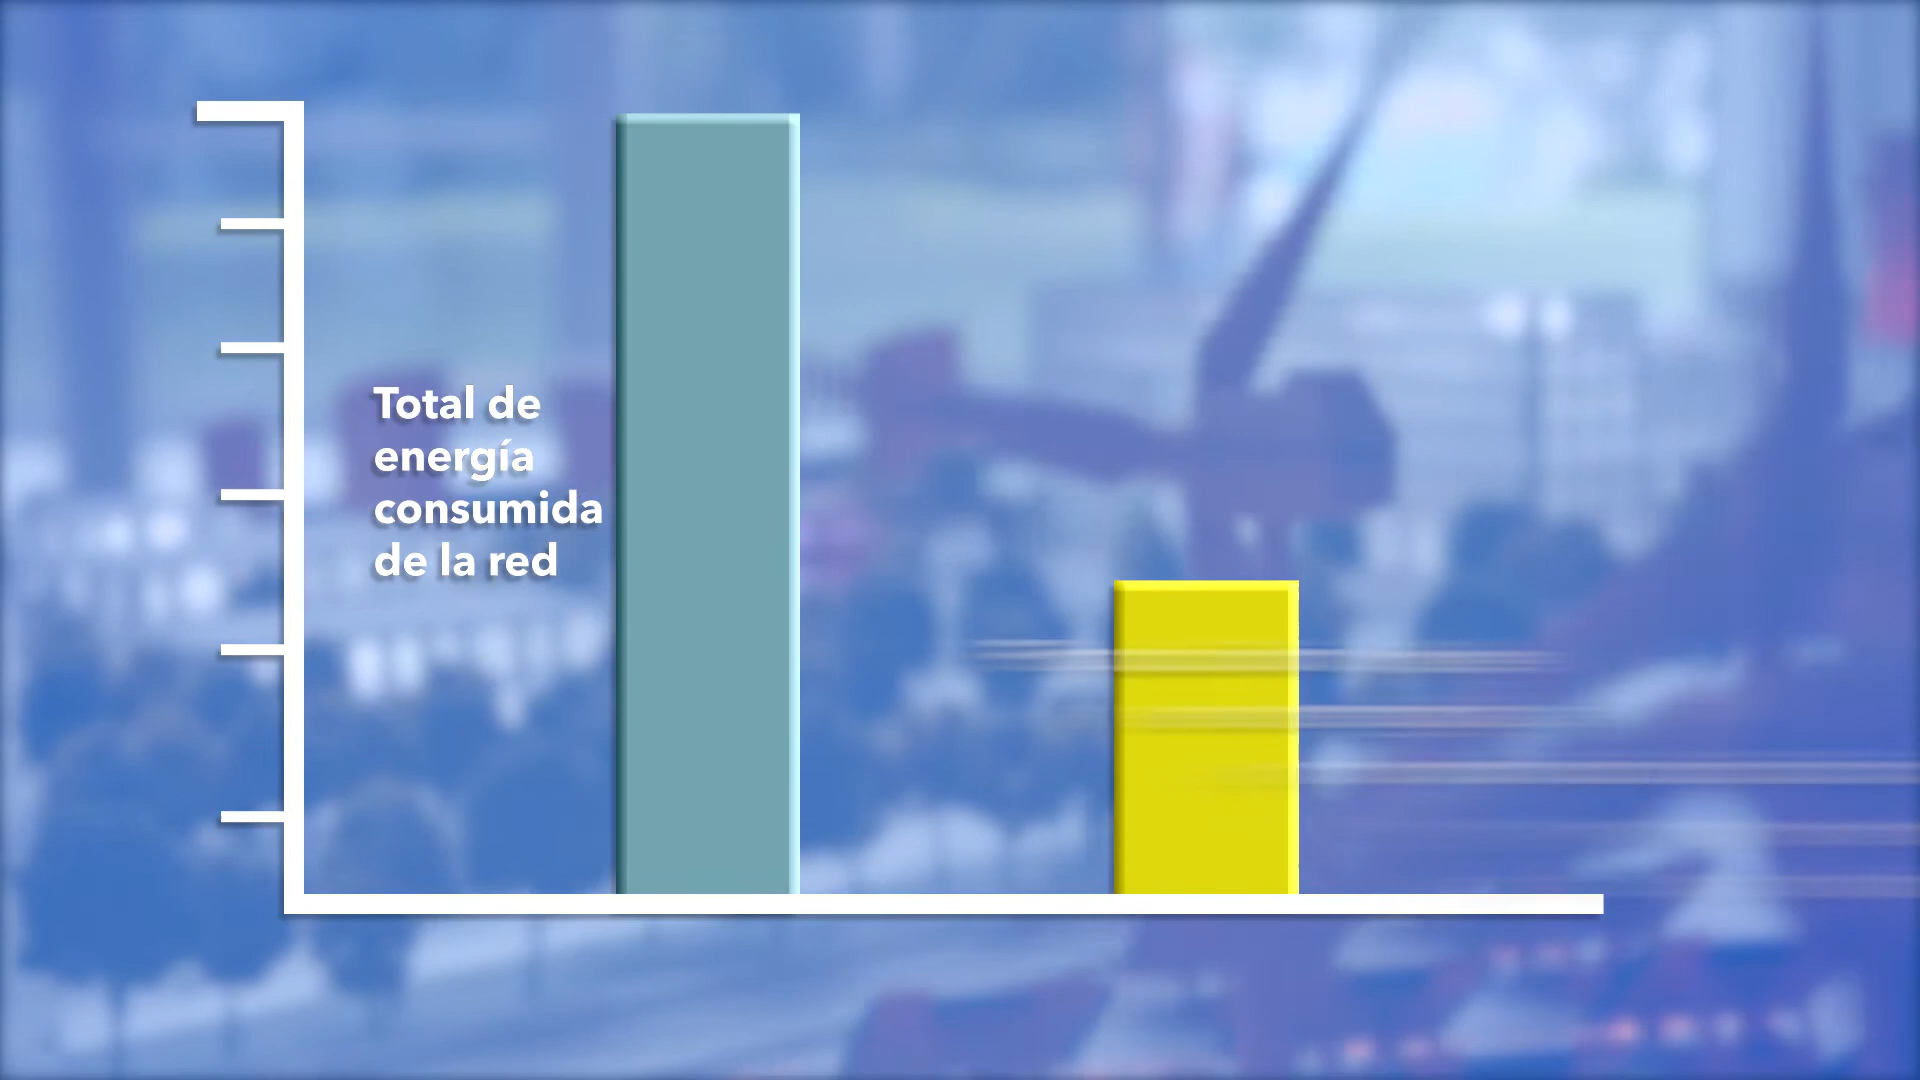 Total de
energía
consumida
de la red